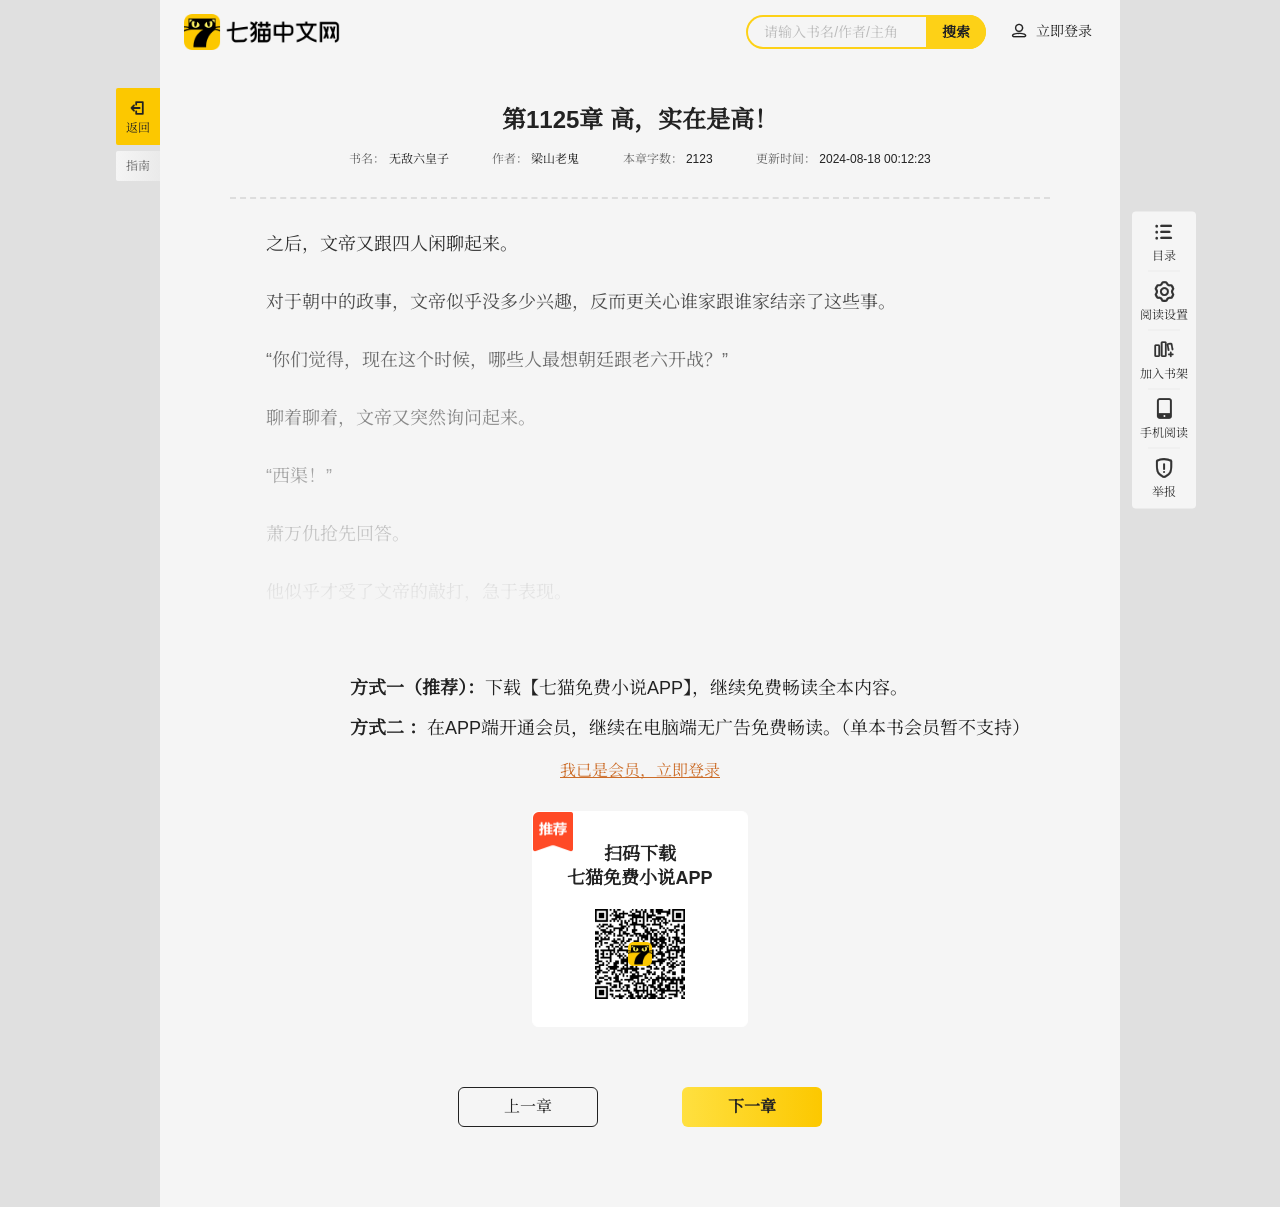 七猫中文网
请输入书名/作者/主角
搜索
立即登录
返回
指南
第1125章 高，实在是高！
书名： 无敌六皇子 作者： 梁山老鬼 本章字数： 2123 更新时间： 2024-08-18 00:12:23
之后，文帝又跟四人闲聊起来。
对于朝中的政事，文帝似乎没多少兴趣，反而更关心谁家跟谁家结亲了这些事。
“你们觉得，现在这个时候，哪些人最想朝廷跟老六开战？”
聊着聊着，文帝又突然询问起来。
“西渠！”
萧万仇抢先回答。
他似乎才受了文帝的敲打，急于表现。
目录
阅读设置
加入书架
手机阅读
举报
方式一（推荐）：下载【七猫免费小说APP】，继续免费畅读全本内容。
方式二 ：在APP端开通会员，继续在电脑端无广告免费畅读。（单本书会员暂不支持）
我已是会员，立即登录
推荐
扫码下载
七猫免费小说APP
上一章
下一章